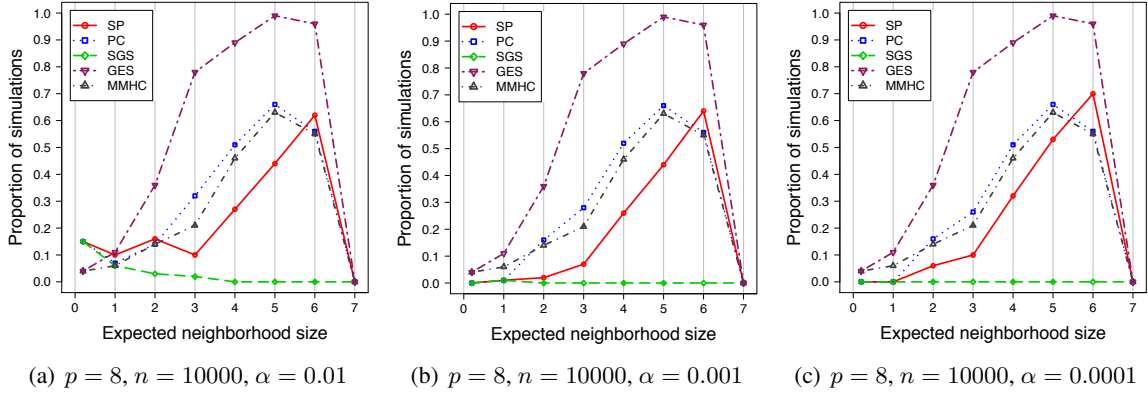 Proportion of simulations
1.0
0.9
0.8
0.7
0.6
0.5
0.4
0.3
0.2
0.1
0.0
SP
PC
SGS
GES
MMHC
0 1 2 3 4 5 6 7
Expected neighborhood size
(a) p = 8, n = 10000, α = 0.01
Proportion of simulations
1.0
0.9
0.8
0.7
0.6
0.5
0.4
0.3
0.2
0.1
0.0
SP
PC
SGS
GES
MMHC
0 1 2 3 4 5 6 7
Expected neighborhood size
(b) p = 8, n = 10000, α = 0.001
Proportion of simulations
1.0
0.9
0.8
0.7
0.6
0.5
0.4
0.3
0.2
0.1
0.0
SP
PC
SGS
GES
MMHC
0 1 2 3 4 5 6 7
Expected neighborhood size
(c) p = 8, n = 10000, α = 0.0001